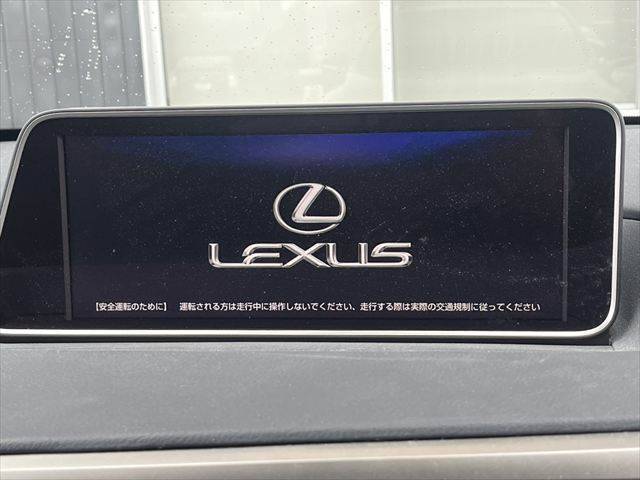 LEXUS
【安全運転のために】 運転される方は走行中に操作しないでください、走行する際は実際の交通規制に従ってください